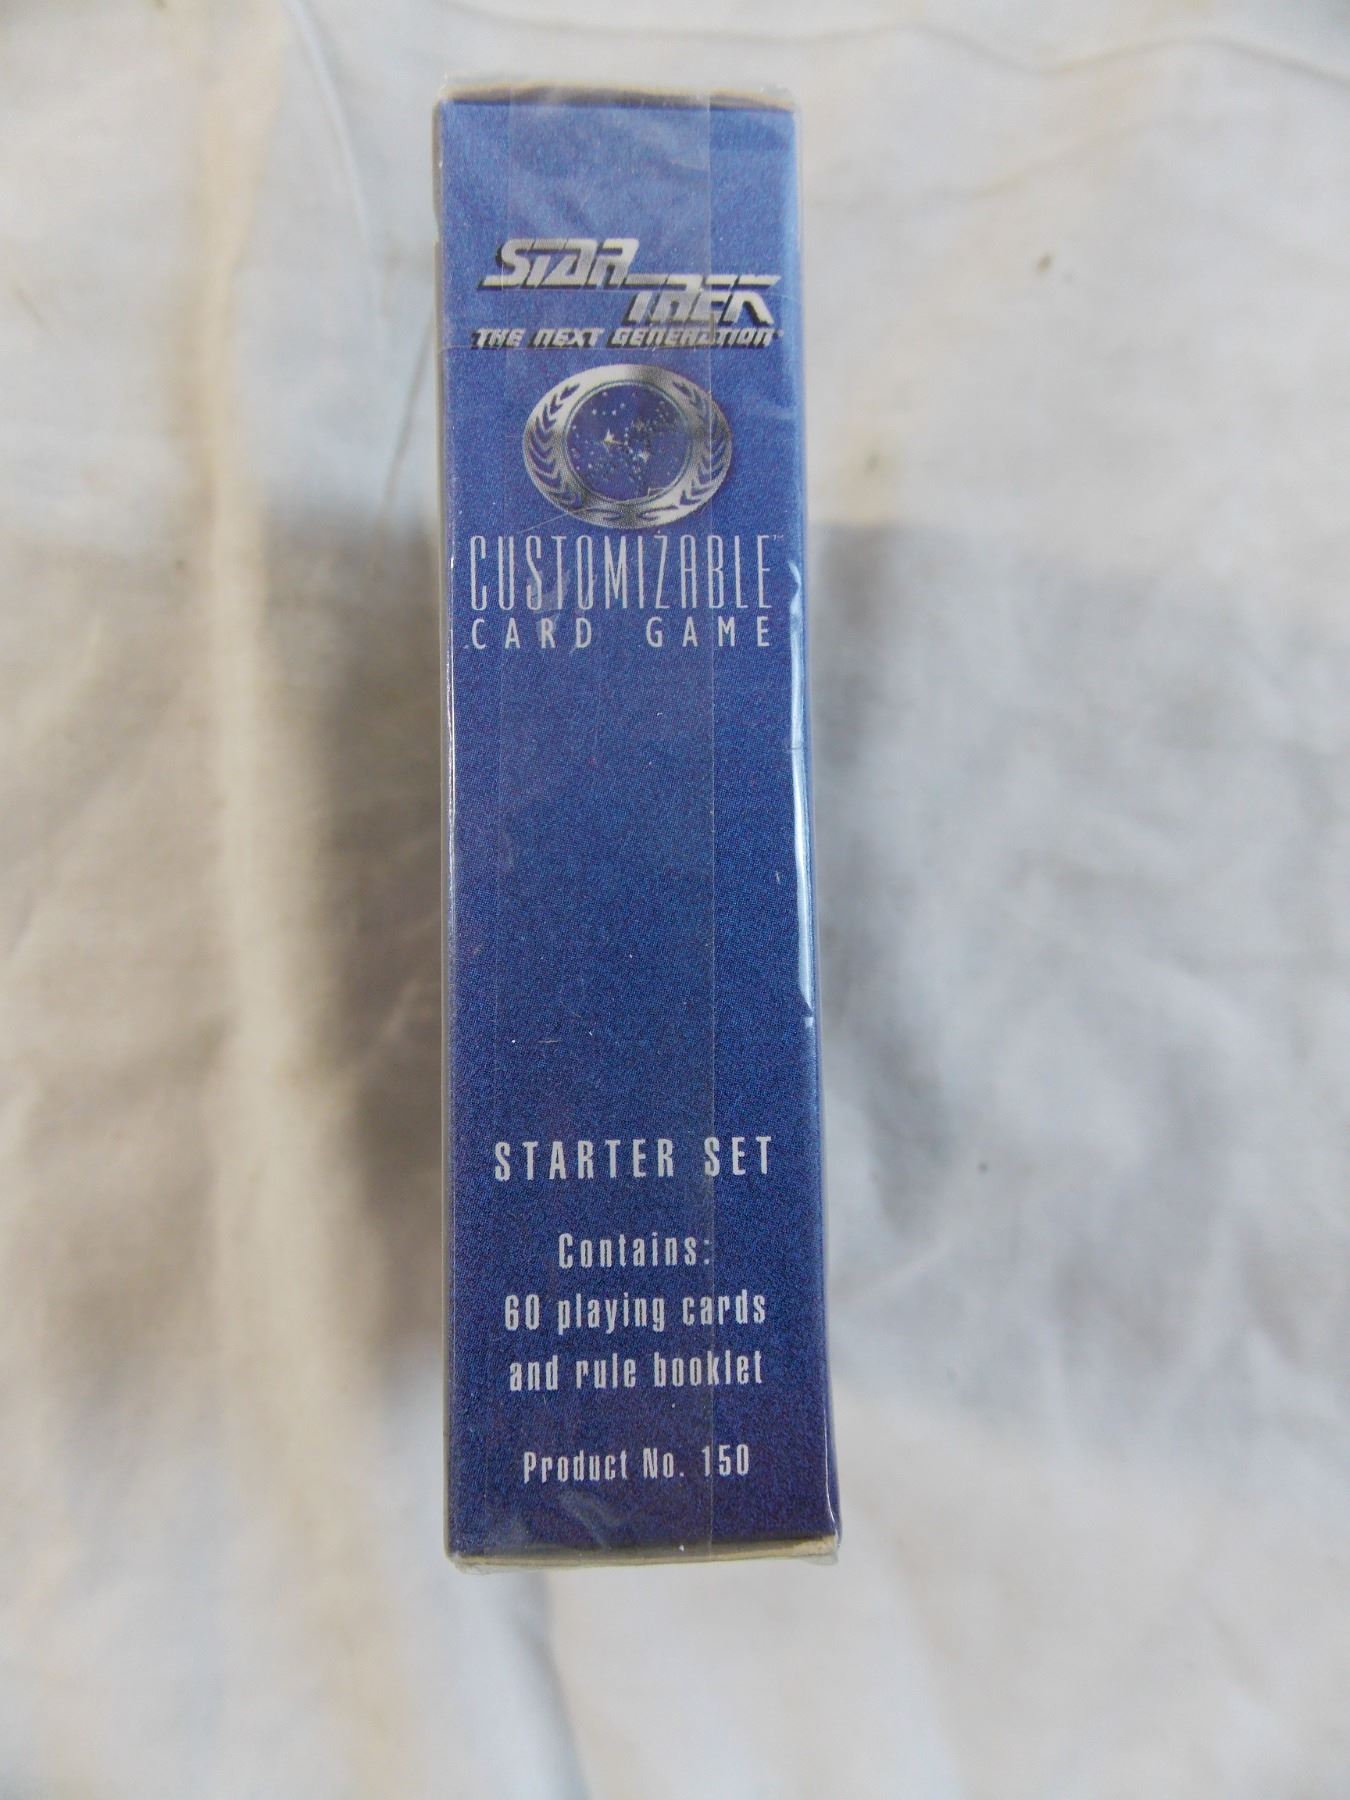 STAR
TREK
THE NEXT GENERATION
CUSTOMIZABLE™
CARD GAME
STARTER SET
Contains:
60 playing cards
and rule booklet
Product No. 150